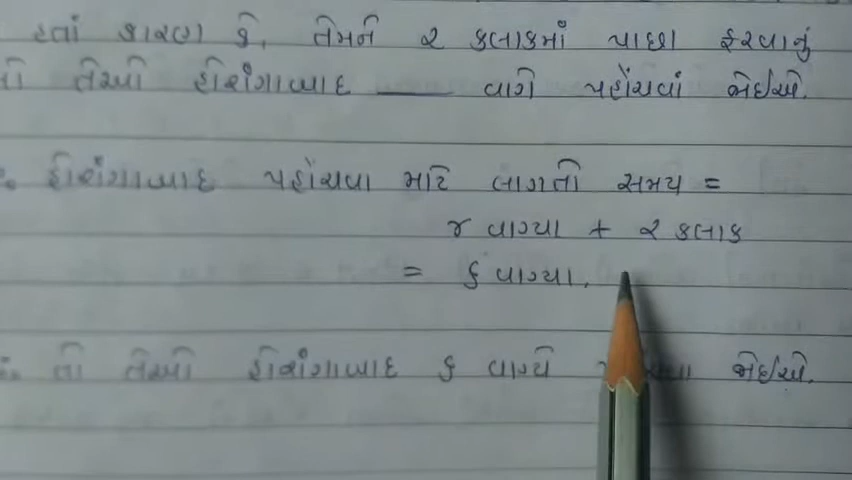 રતાં કારણ કે, તેમને ૨ કલાકમાં પાછા ફરવાનું
તેઓ હોશંગાબાદ ____ વાગે પહોંચવાં જોઈએ.
હોશંગાબાદ પહોંચવા માટે લાગતો સમય =
૪ વાગ્યા + ૨ કલાક
= ૬ વાગ્યા.
તો તેઓ હોશંગાબાદ ૬ વાગ્યે જોઈએ.